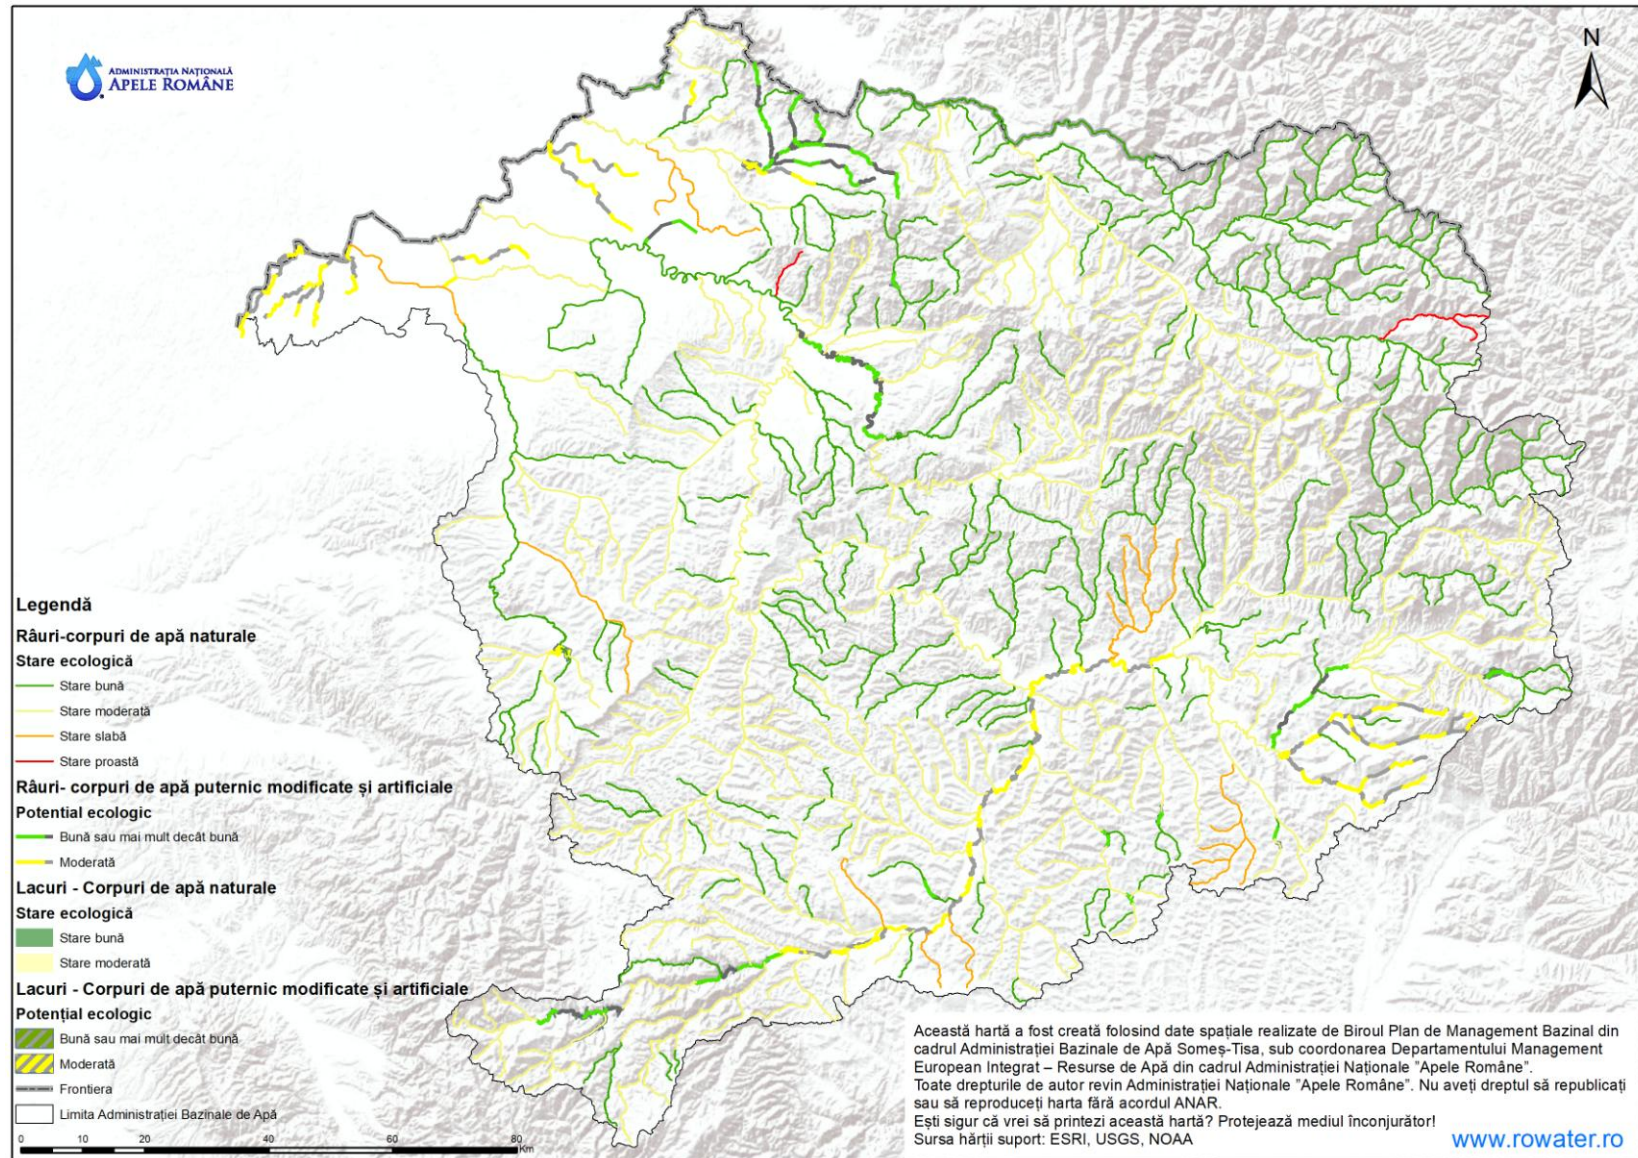 ADMINISTRAȚIA NAȚIONALĂ
APELE ROMÂNE
N
Legendă
Râuri-corpuri de apă naturale
Stare ecologică
Stare bună
Stare moderată
Stare slabă
Stare proastă
Râuri- corpuri de apă puternic modificate și artificiale
Potential ecologic
Bună sau mai mult decât bună
Moderată
Lacuri - Corpuri de apă naturale
Stare ecologică
Stare bună
Stare moderată
Lacuri - Corpuri de apă puternic modificate și artificiale
Potențial ecologic
Bună sau mai mult decât bună
Moderată
Frontiera
Limita Administrației Bazinale de Apă
0 10 20 40 60 80
Km
Această hartă a fost creată folosind date spațiale realizate de Biroul Plan de Management Bazinal din
cadrul Administrației Bazinale de Apă Someș-Tisa, sub coordonarea Departamentului Management
European Integrat – Resurse de Apă din cadrul Administrației Naționale "Apele Române".
Toate drepturile de autor revin Administrației Naționale "Apele Române". Nu aveți dreptul să republicați
sau să reproduceți harta fără acordul ANAR.
Ești sigur că vrei să printezi această hartă? Protejează mediul înconjurător!
Sursa hărții suport: ESRI, USGS, NOAA
www.rowater.ro